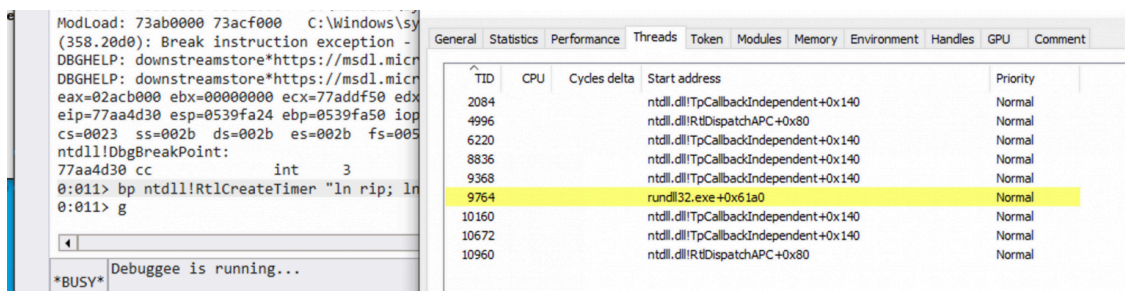 ModLoad: 73ab0000 73acf000 C:\Windows\sy
(358.20d0): Break instruction exception -
DBGHELP: downstreamstore*https://msdl.micr
DBGHELP: downstreamstore*https://msdl.micr
eax=02acb000 ebx=00000000 ecx=77addf50 edx
eip=77aa4d30 esp=0539fa24 ebp=0539fa50 iop
cs=0023 ss=002b ds=002b es=002b fs=005
ntdll!DbgBreakPoint:
77aa4d30 cc int 3
0:011> bp ntdll!RtlCreateTimer "ln rip; ln
0:011> g
*BUSY* Debuggee is running...
General Statistics Performance Threads Token Modules Memory Environment Handles GPU Comment
TID CPU Cycles delta Start address Priority
2084 ntdll.dll!TpCallbackIndependent+0x140 Normal
4996 ntdll.dll!RtlDispatchAPC+0x80 Normal
6220 ntdll.dll!TpCallbackIndependent+0x140 Normal
8836 ntdll.dll!TpCallbackIndependent+0x140 Normal
9368 ntdll.dll!TpCallbackIndependent+0x140 Normal
9764 rundll32.exe+0x61a0 Normal
10160 ntdll.dll!TpCallbackIndependent+0x140 Normal
10672 ntdll.dll!TpCallbackIndependent+0x140 Normal
10960 ntdll.dll!RtlDispatchAPC+0x80 Normal